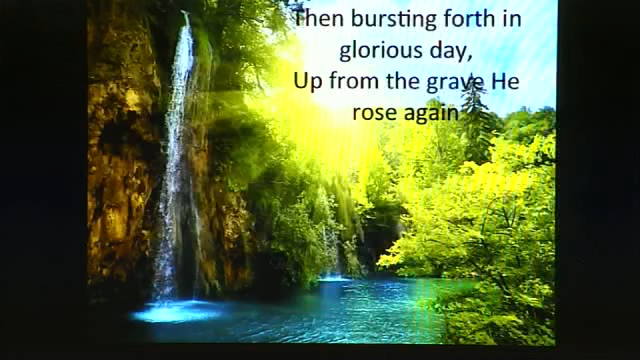 Then bursting forth in
glorious day,
Up from the grave He
rose again